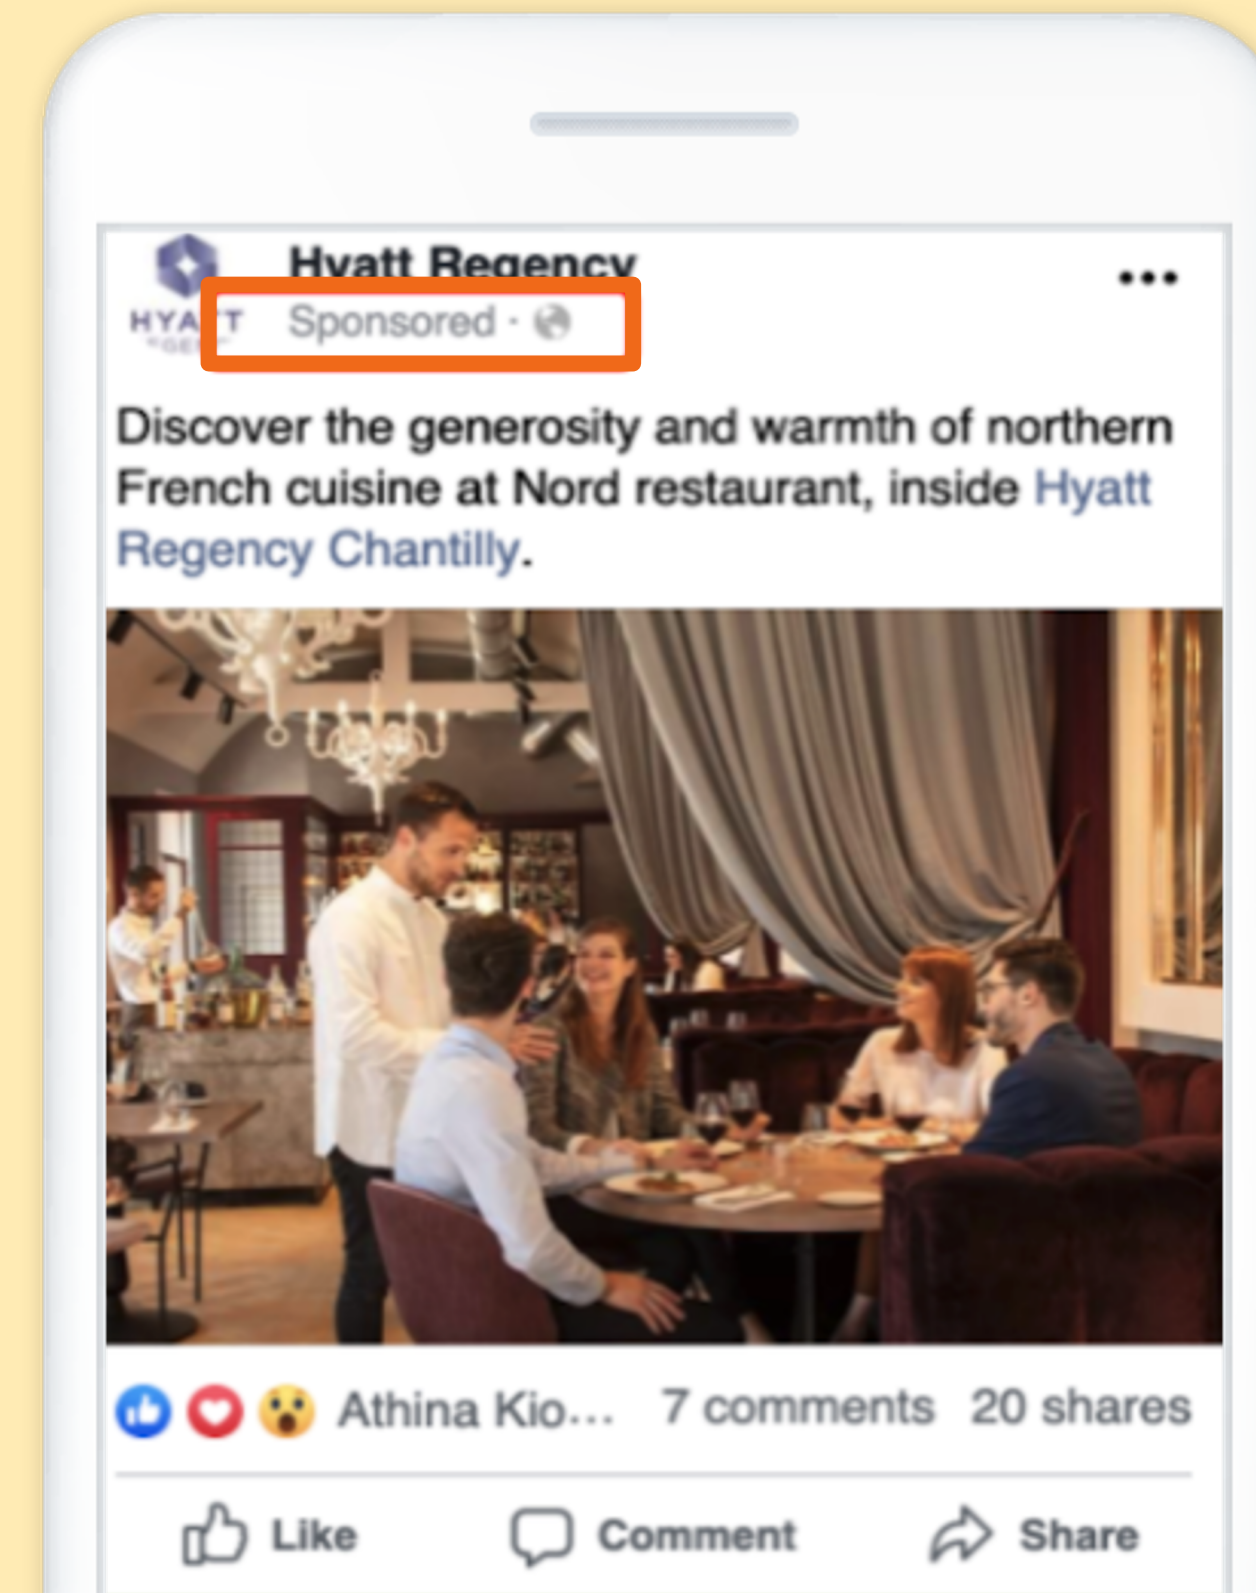 Hyatt Regency
Sponsored ·
HYATT
Discover the generosity and warmth of northern
French cuisine at Nord restaurant, inside Hyatt
Regency Chantilly.
Athina Kio... 7 comments 20 shares
Like Comment Share